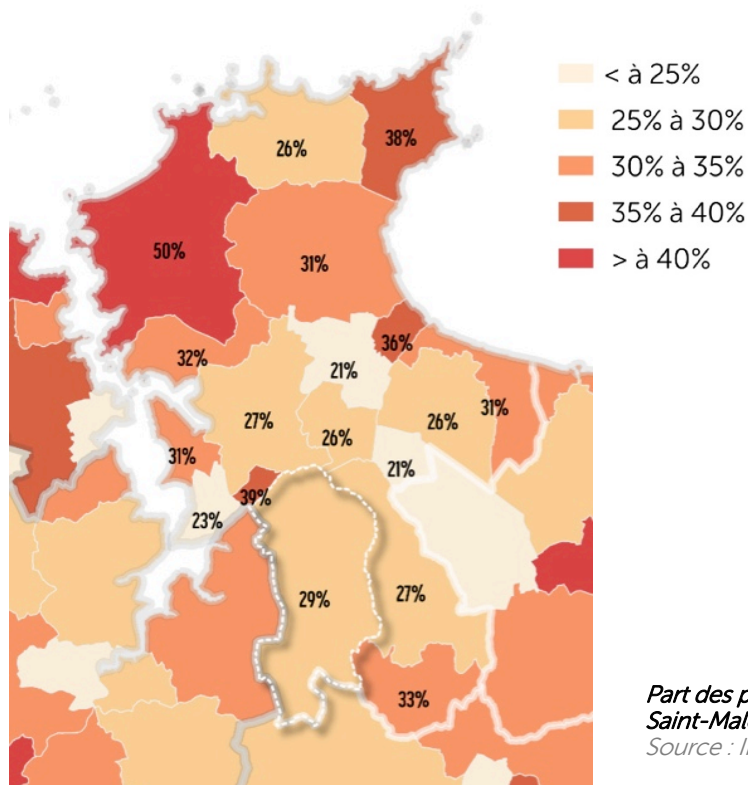 < à 25%
25% à 30%
30% à 35%
35% à 40%
> à 40%
38%
26%
50%
31%
36%
32%
21%
27%
26%
26%
31%
31%
21%
39%
23%
29%
27%
33%
Part des
Saint-Mal
Source :